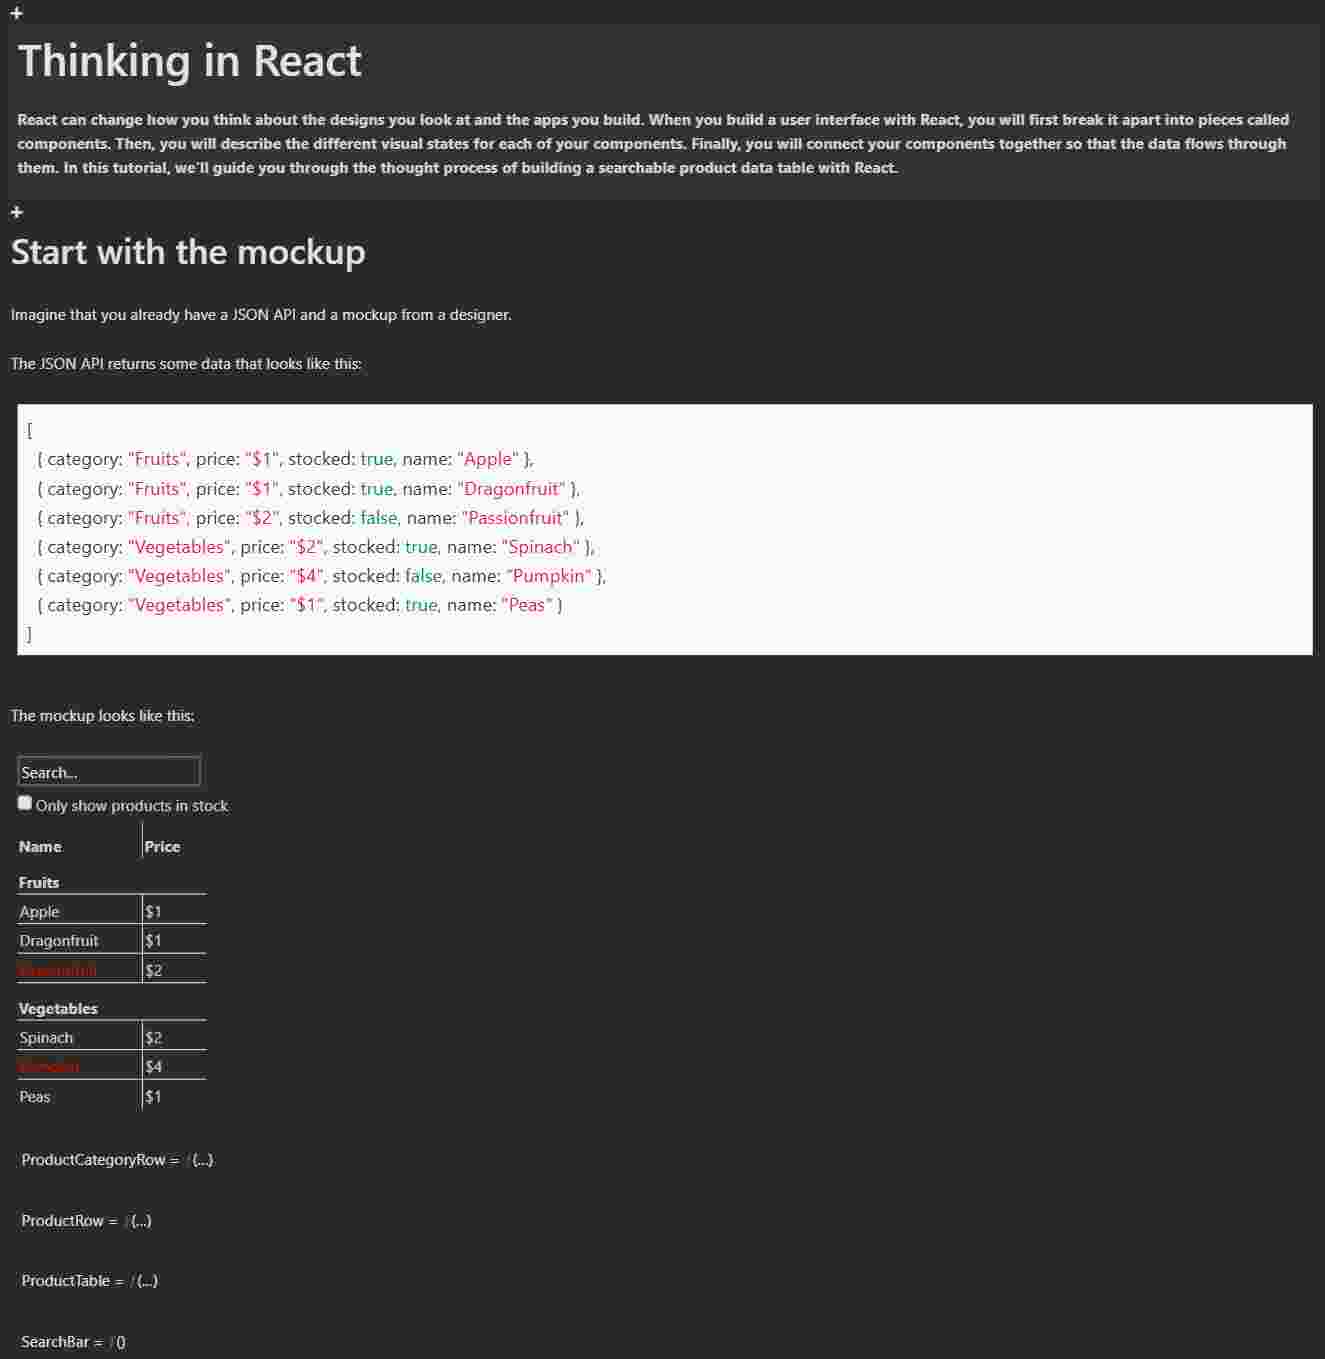 +
Thinking in React
React can change how you think about the designs you look at and the apps you build. When you build a user interface with React, you will first break it apart into pieces called
components. Then, you will describe the different visual states for each of your components. Finally, you will connect your components together so that the data flows through
them. In this tutorial, we'll guide you through the thought process of building a searchable product data table with React.
+
Start with the mockup
Imagine that you already have a JSON API and a mockup from a designer.
The JSON API returns some data that looks like this:
[
{ category: "Fruits", price: "$1", stocked: true, name: "Apple" },
{ category: "Fruits", price: "$1", stocked: true, name: "Dragonfruit" },
{ category: "Fruits", price: "$2", stocked: false, name: "Passionfruit" },
{ category: "Vegetables", price: "$2", stocked: true, name: "Spinach" },
{ category: "Vegetables", price: "$4", stocked: false, name: "Pumpkin" },
{ category: "Vegetables", price: "$1", stocked: true, name: "Peas" }
]
The mockup looks like this:
Search...
Only show products in stock
Name Price
Fruits
Apple $1
Dragonfruit $1
$2
Vegetables
Spinach $2
$4
Peas $1
ProductCategoryRow = ƒ(…)
ProductRow = ƒ(…)
ProductTable = ƒ(…)
SearchBar = ƒ()